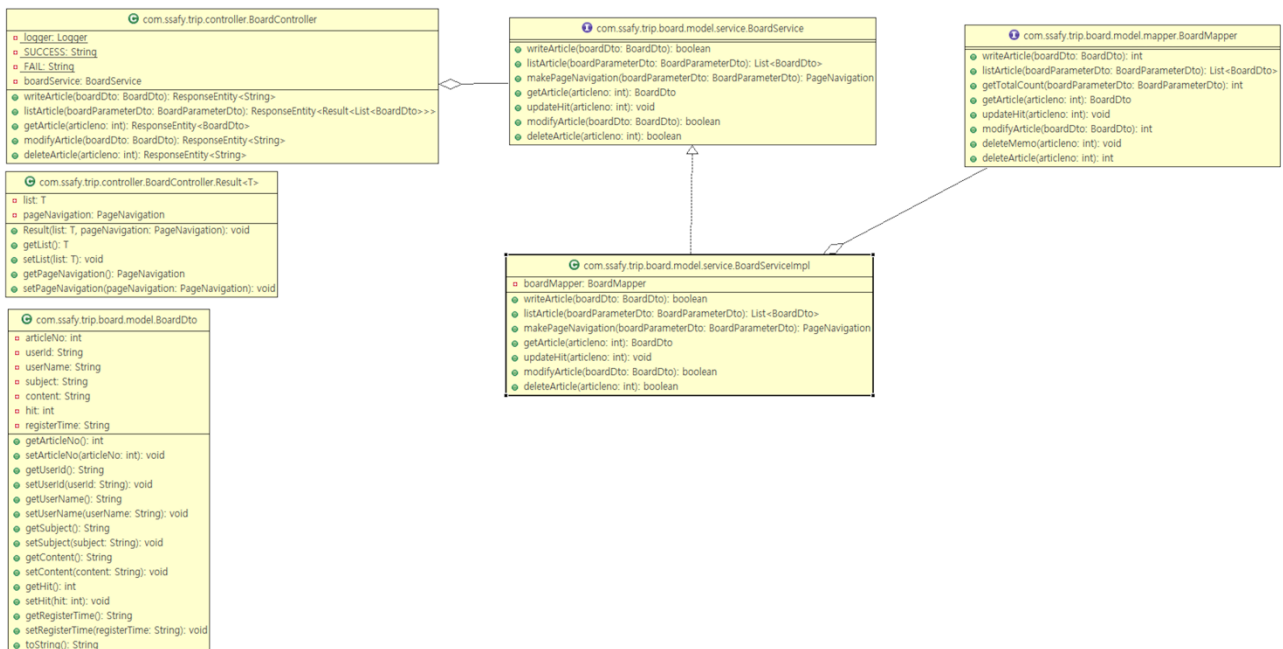 com.ssafy.trip.controller.BoardController
logger: Logger
SUCCESS: String
FAIL: String
boardService: BoardService
writeArticle(boardDto: BoardDto): ResponseEntity<String>
listArticle(boardParameterDto: BoardParameterDto): ResponseEntity<Result<List<BoardDto>>>
getArticle(articleno: int): ResponseEntity<BoardDto>
modifyArticle(boardDto: BoardDto): ResponseEntity<String>
deleteArticle(articleno: int): ResponseEntity<String>
com.ssafy.trip.controller.BoardController.Result<T>
list: T
pageNavigation: PageNavigation
Result(list: T, pageNavigation: PageNavigation): void
getList(): T
setList(list: T): void
getPageNavigation(): PageNavigation
setPageNavigation(pageNavigation: PageNavigation): void
com.ssafy.trip.board.model.BoardDto
articleNo: int
userId: String
userName: String
subject: String
content: String
hit: int
registerTime: String
getArticleNo(): int
setArticleNo(articleNo: int): void
getUserId(): String
setUserId(userId: String): void
getUserName(): String
setUserName(userName: String): void
getSubject(): String
setSubject(subject: String): void
getContent(): String
setContent(content: String): void
getHit(): int
setHit(hit: int): void
getRegisterTime(): String
setRegisterTime(registerTime: String): void
toString(): String
com.ssafy.trip.board.model.service.BoardService
writeArticle(boardDto: BoardDto): boolean
listArticle(boardParameterDto: BoardParameterDto): List<BoardDto>
makePageNavigation(boardParameterDto: BoardParameterDto): PageNavigation
getArticle(articleno: int): BoardDto
updateHit(articleno: int): void
modifyArticle(boardDto: BoardDto): boolean
deleteArticle(articleno: int): boolean
com.ssafy.trip.board.model.service.BoardServiceImpl
boardMapper: BoardMapper
writeArticle(boardDto: BoardDto): boolean
listArticle(boardParameterDto: BoardParameterDto): List<BoardDto>
makePageNavigation(boardParameterDto: BoardParameterDto): PageNavigation
getArticle(articleno: int): BoardDto
updateHit(articleno: int): void
modifyArticle(boardDto: BoardDto): boolean
deleteArticle(articleno: int): boolean
com.ssafy.trip.board.model.mapper.BoardMapper
writeArticle(boardDto: BoardDto): int
listArticle(boardParameterDto: BoardParameterDto): List<BoardDto>
getTotalCount(boardParameterDto: BoardParameterDto): int
getArticle(articleno: int): BoardDto
updateHit(articleno: int): void
modifyArticle(boardDto: BoardDto): int
deleteMemo(articleno: int): void
deleteArticle(articleno: int): int